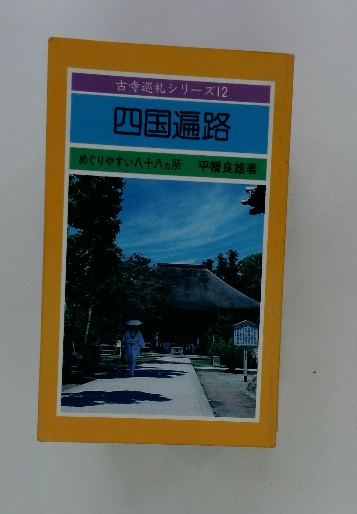 古寺巡礼シリーズ12
四国遍路
めぐりやすい八十八ヵ所 平幡良雄著